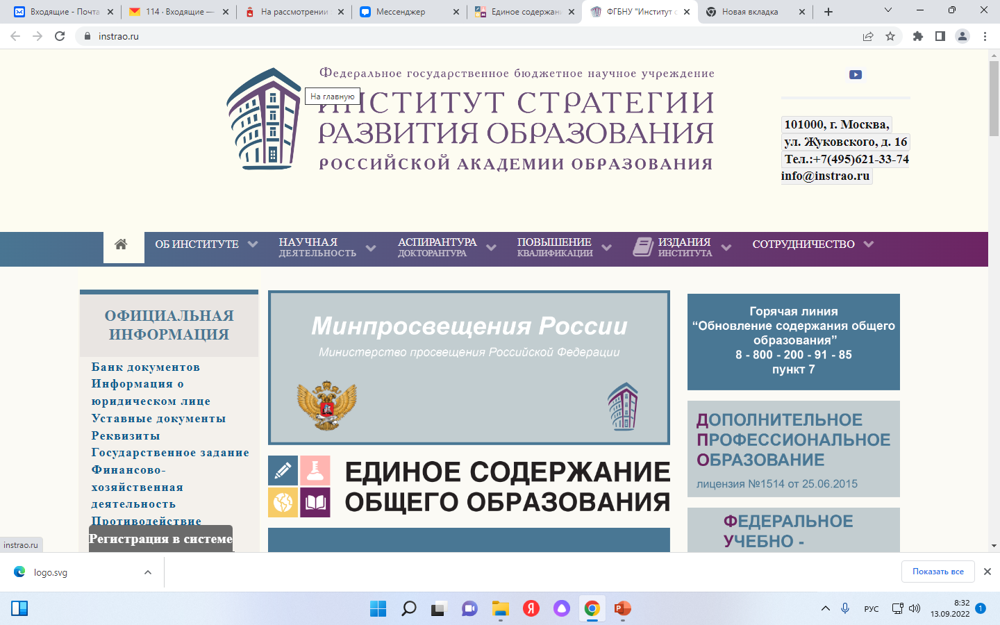 Входящие - Почта
114 · Входящие —
На рассмотрении
Мессенджер
Единое содержан
ФГБНУ "Институт с
Новая вкладка
instrao.ru
Федеральное государственное бюджетное научное учреждение
ИНСТИТУТ СТРАТЕГИИ
РАЗВИТИЯ ОБРАЗОВАНИЯ
РОССИЙСКОЙ АКАДЕМИИ ОБРАЗОВАНИЯ
На главную
101000, г. Москва,
ул. Жуковского, д. 16
Тел.:+7(495)621-33-74
info@instrao.ru
ОБ ИНСТИТУТЕ
НАУЧНАЯ
ДЕЯТЕЛЬНОСТЬ
АСПИРАНТУРА
ДОКТОРАНТУРА
ПОВЫШЕНИЕ
КВАЛИФИКАЦИИ
ИЗДАНИЯ
ИНСТИТУТА
СОТРУДНИЧЕСТВО
ОФИЦИАЛЬНАЯ
ИНФОРМАЦИЯ
Банк документов
Информация о
юридическом лице
Уставные документы
Реквизиты
Государственное задание
Финансово-
хозяйственная
деятельность
Противодействие
Регистрация в системе
Минпросвещения России
Министерство просвещения Российской Федерации
ЕДИНОЕ СОДЕРЖАНИЕ
ОБЩЕГО ОБРАЗОВАНИЯ
Горячая линия
“Обновление содержания общего
образования”
8 - 800 - 200 - 91 - 85
пункт 7
ДОПОЛНИТЕЛЬНОЕ
ПРОФЕССИОНАЛЬНОЕ
ОБРАЗОВАНИЕ
лицензия №1514 от 25.06.2015
ФЕДЕРАЛЬНОЕ
УЧЕБНО -
instrao.ru
logo.svg
Показать все
Я
РУС
8:32
13.09.2022
1